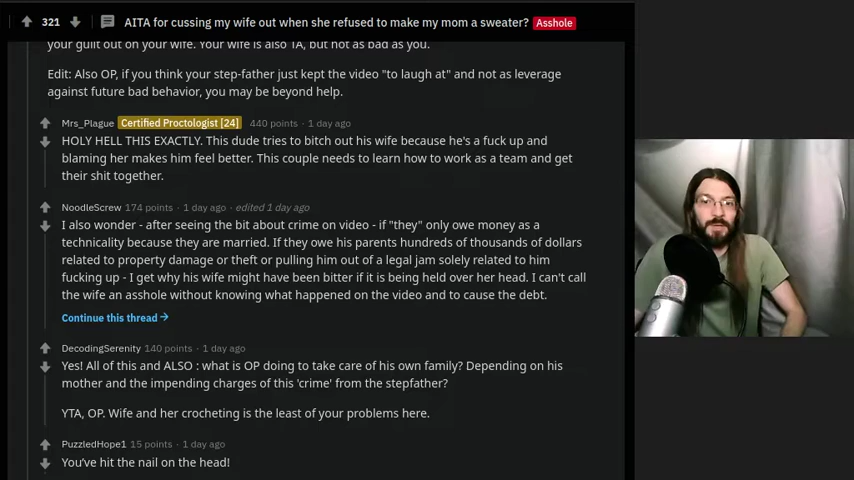 321 AITA for cussing my wife out when she refused to make my mom a sweater? Asshole
your guilt out on your wife. Your wife is also TA, but not as bad as you.
Edit: Also OP, if you think your step-father just kept the video "to laugh at" and not as leverage
against future bad behavior, you may be beyond help.
Mrs_Plague Certified Proctologist [24] 440 points · 1 day ago
HOLY HELL THIS EXACTLY. This dude tries to bitch out his wife because he's a fuck up and
blaming her makes him feel better. This couple needs to learn how to work as a team and get
their shit together.
NoodleScrew 174 points · 1 day ago · edited 1 day ago
I also wonder - after seeing the bit about crime on video - if "they" only owe money as a
technicality because they are married. If they owe his parents hundreds of thousands of dollars
related to property damage or theft or pulling him out of a legal jam solely related to him
fucking up - I get why his wife might have been bitter if it is being held over her head. I can't call
the wife an asshole without knowing what happened on the video and to cause the debt.
Continue this thread →
DecodingSerenity 140 points · 1 day ago
Yes! All of this and ALSO : what is OP doing to take care of his own family? Depending on his
mother and the impending charges of this 'crime' from the stepfather?
YTA, OP. Wife and her crocheting is the least of your problems here.
PuzzledHope1 15 points · 1 day ago
You've hit the nail on the head!